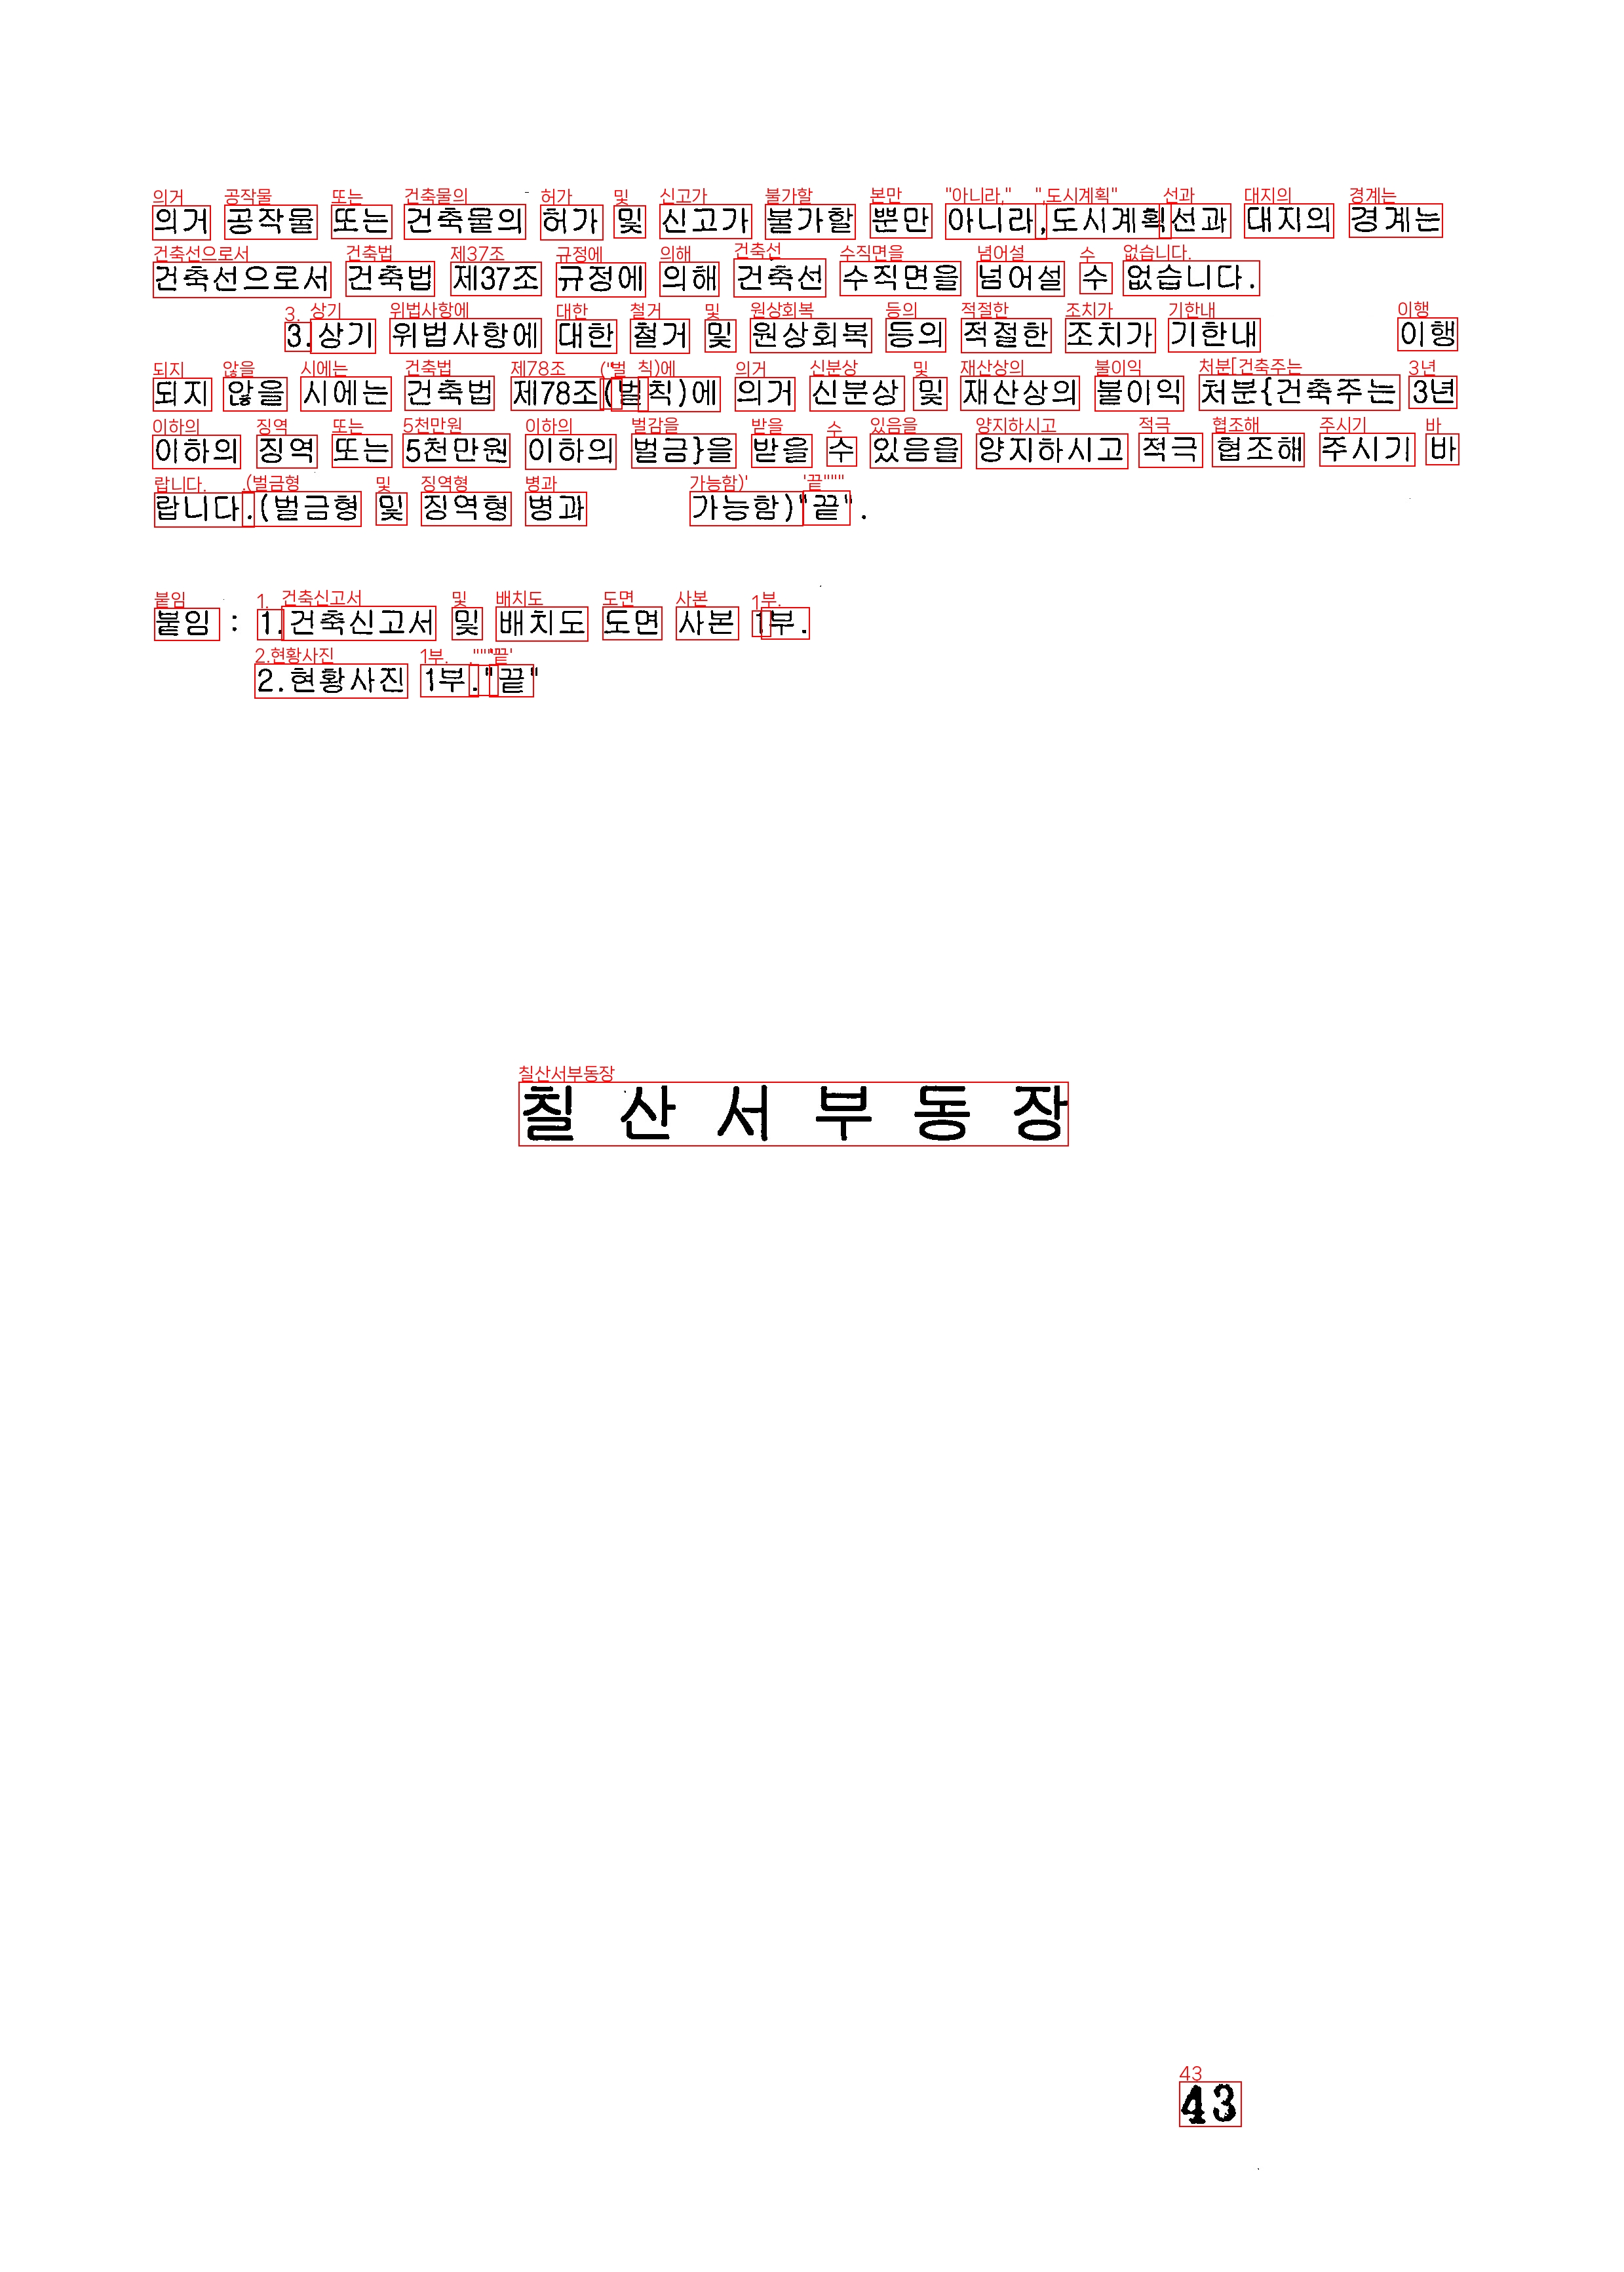 의거 공작물 또는 건축물의 허가 및 신고가 불가할 뿐만 아니라,도시계획선과 대지의 경계는
건축선으로서 건축법 제37조 규정에 의해 건축선 수직면을 넘어설 수 없습니다.
3.상기 위법사항에 대한 철거 및 원상회복 등의 적절한 조치가 기한내 이행
되지 않을 시에는 건축법 제78조(벌칙)에 의거 신분상 및 재산상의 불이익 처분{건축주는 3년
이하의 징역 또는 5천만원 이하의 벌금}을 받을 수 있음을 양지하시고 적극 협조해 주시기 바
랍니다.(벌금형 및 징역형 병과 가능함)"끝".
붙임 : 1.건축신고서 및 배치도 도면 사본 1부.
2.현황사진 1부."끝"
칠 산 서 부 동 장
43